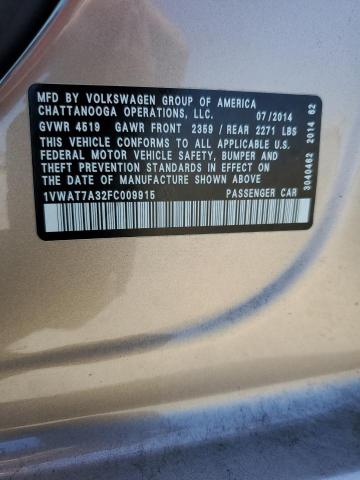 MFD BY VOLKSWAGEN GROUP OF AMERICA
CHATTANOOGA OPERATIONS, LLC. 07/2014
GVWR 4519 GAWR FRONT 2359 / REAR 2271 LBS
THIS VEHICLE CONFORMS TO ALL APPLICABLE U.S.
FEDERAL MOTOR VEHICLE SAFETY, BUMPER AND
THEFT PREVENTION STANDARDS IN EFFECT ON
THE DATE OF MANUFACTURE SHOWN ABOVE
1VWAT7A32FC009915 PASSENGER CAR
3040462 2014 62